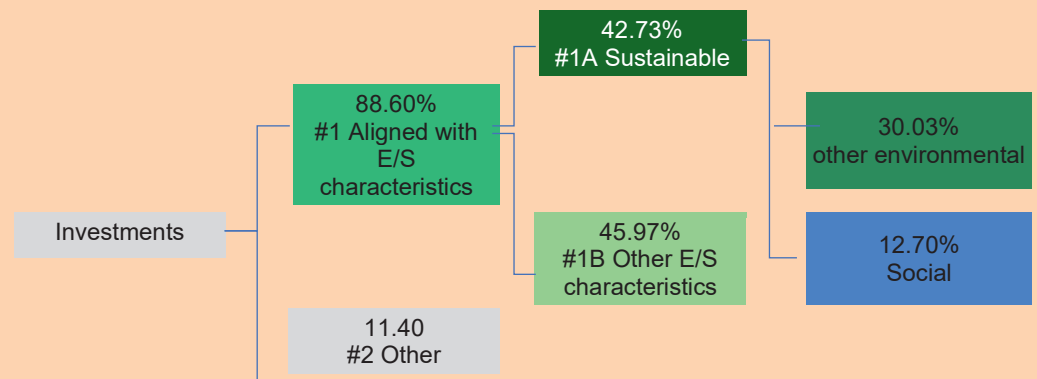 42.73%
#1A Sustainable
88.60%
#1 Aligned with
E/S
characteristics
30.03%
other environmental
Investments
45.97%
#1B Other E/S
characteristics
12.70%
Social
11.40
#2 Other